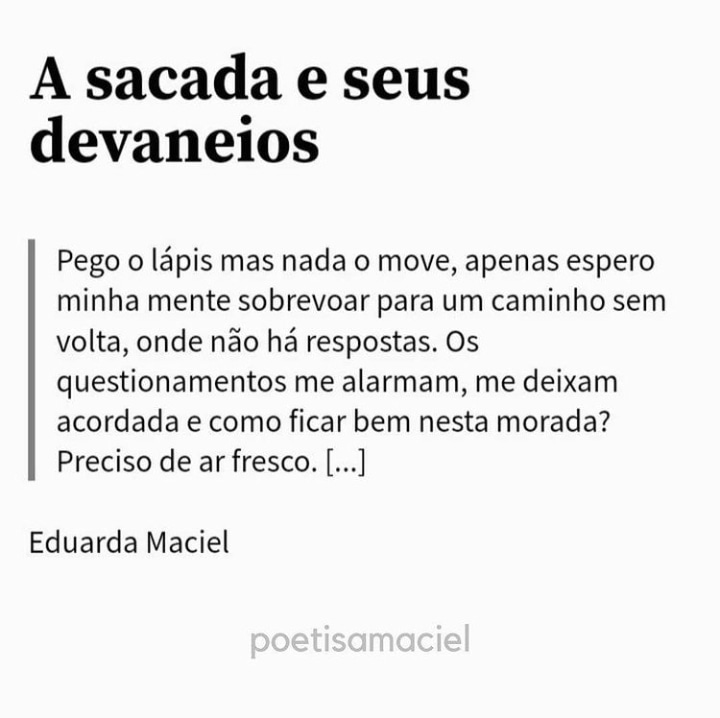 A sacada e seus
devaneios
Pego o lápis mas nada o move, apenas espero
minha mente sobrevoar para um caminho sem
volta, onde não há respostas. Os
questionamentos me alarmam, me deixam
acordada e como ficar bem nesta morada?
Preciso de ar fresco. [...]
Eduarda Maciel
poetisamaciel